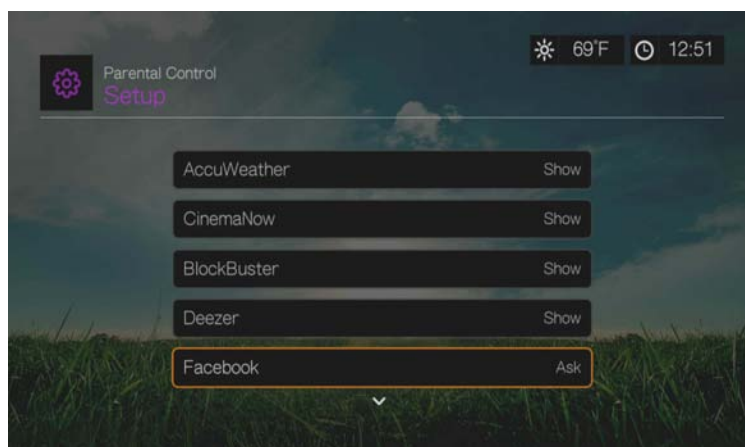 69°F 12:51
Parental Control
Setup
AccuWeather Show
CinemaNow Show
BlockBuster Show
Deezer Show
Facebook Ask